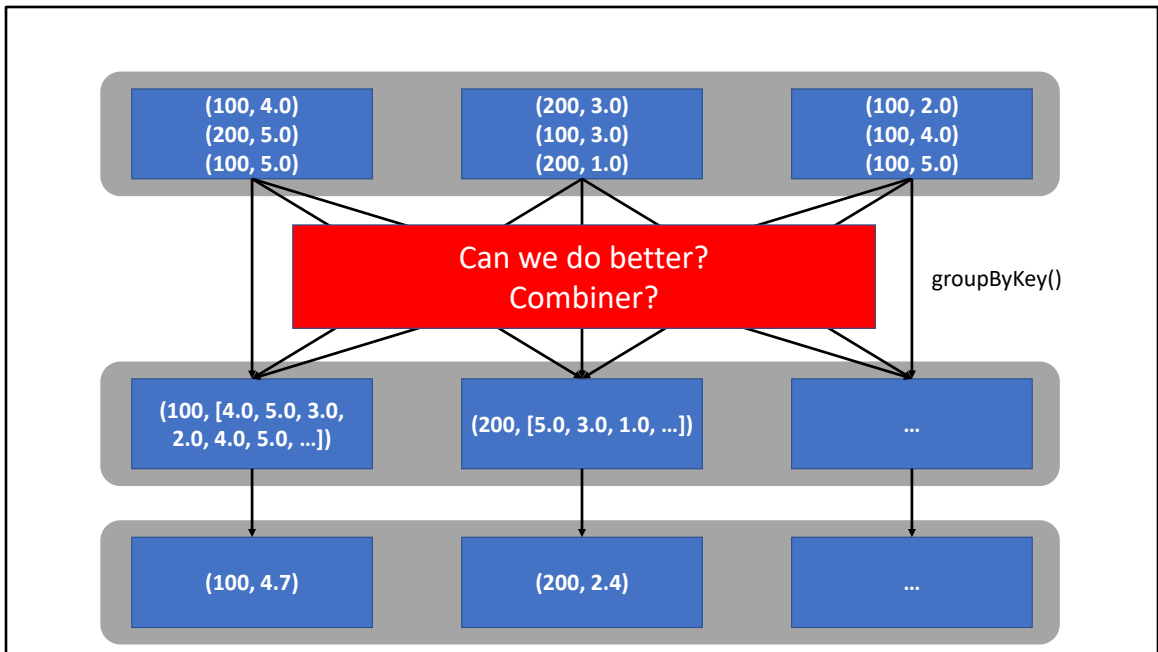 (100, 4.0)
(200, 5.0)
(100, 5.0)
(200, 3.0)
(100, 3.0)
(200, 1.0)
(100, 2.0)
(100, 4.0)
(100, 5.0)
Can we do better?
Combiner?
groupByKey()
(100, [4.0, 5.0, 3.0,
2.0, 4.0, 5.0, …])
(200, [5.0, 3.0, 1.0, …])
…
(100, 4.7)
(200, 2.4)
…